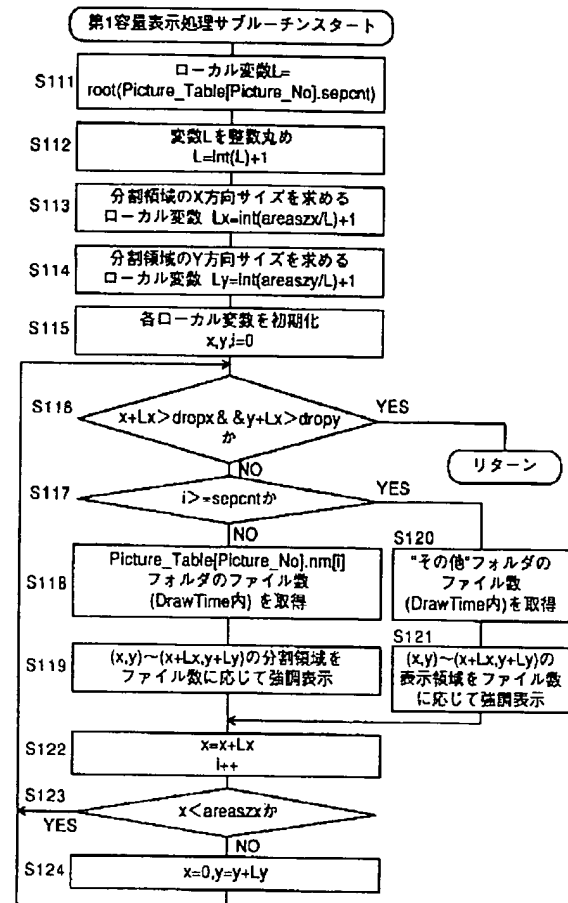 第1容量表示処理サブルーチンスタート
S111
ローカル変数L=
root(Picture_Table[Picture_No].sepcnt)
S112
変数Lを整数丸め
L=int(L)+1
S113
分割領域のX方向サイズを求める
ローカル変数 Lx=int(areaszx/L)+1
S114
分割領域のY方向サイズを求める
ローカル変数 Ly=int(areaszy/L)+1
S115
各ローカル変数を初期化
x,y,i=0
S116
x+Lx>dropx&&y+Lx>dropy
か
YES
リターン
NO
S117
i>=sepcntか
YES
NO
S118
Picture_Table[Picture_No].nm[i]
フォルダのファイル数
(DrawTime内) を取得
S120
"その他"フォルダの
ファイル数
(DrawTime内)を取得
S119
(x,y)~(x+Lx,y+Ly)の分割領域を
ファイル数に応じて強調表示
S121
(x,y)~(x+Lx,y+Ly)の
表示領域をファイル数
に応じて強調表示
S122
x=x+Lx
i++
S123
x<areaszxか
YES
NO
S124
x=0,y=y+Ly